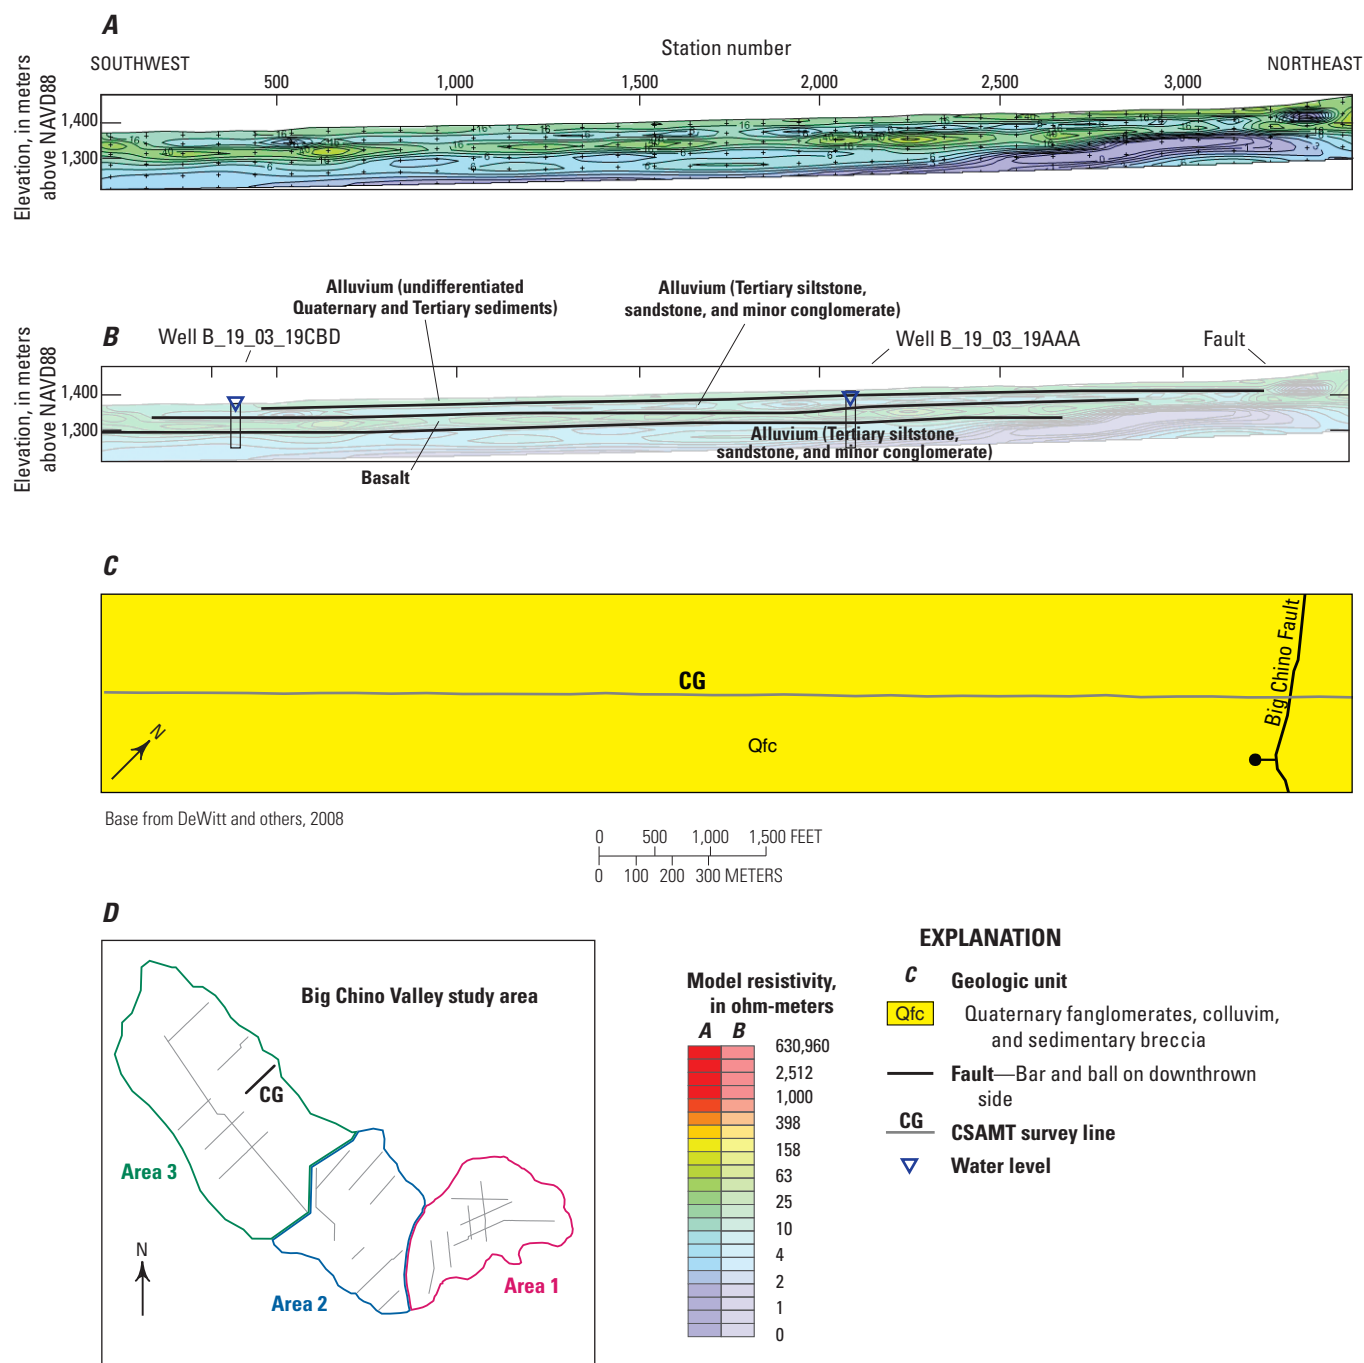 A
Station number
SOUTHWEST
NORTHEAST
500
1,000
1,500
2,000
2,500
3,000
Elevation, in meters
above NAVD88
1,400
1,300
Alluvium (undifferentiated
Quaternary and Tertiary sediments)
Alluvium (Tertiary siltstone,
sandstone, and minor conglomerate)
B
Well B_19_03_19CBD
Well B_19_03_19AAA
Fault
Elevation, in meters
above NAVD88
1,400
1,300
Alluvium (Tertiary siltstone,
sandstone, and minor conglomerate)
Basalt
C
CG
Big Chino Fault
N
Qfc
Base from DeWitt and others, 2008
0 500 1,000 1,500 FEET
0 100 200 300 METERS
D
Big Chino Valley study area
CG
Area 3
Area 2
Area 1
N
Model resistivity,
in ohm-meters
A B
630,960
2,512
1,000
398
158
63
25
10
4
2
1
0
EXPLANATION
C Geologic unit
Qfc Quaternary fanglomerates, colluvim,
and sedimentary breccia
Fault—Bar and ball on downthrown
side
CG CSAMT survey line
Water level